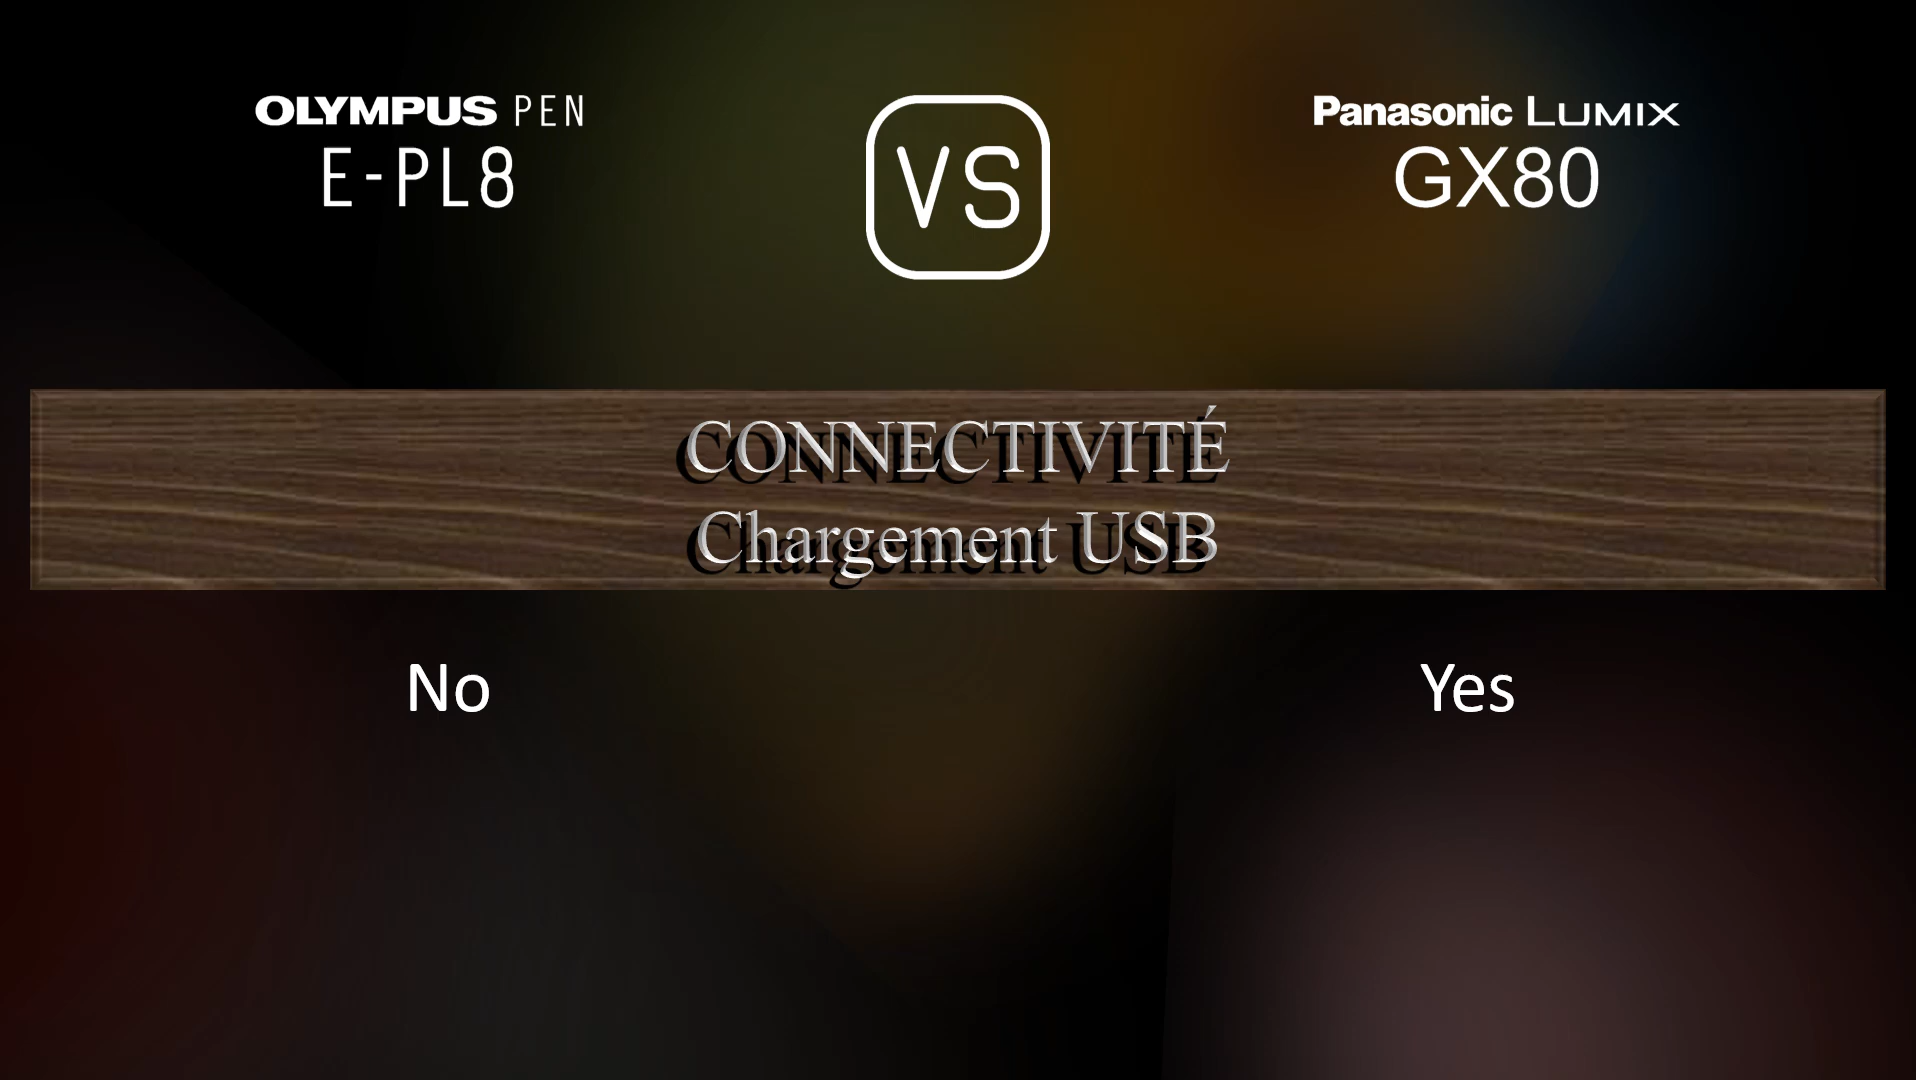 OLYMPUS PEN
E-PL8
VS
Panasonic LUMIX
GX80
CONNECTIVITÉ
Chargement USB
No
Yes